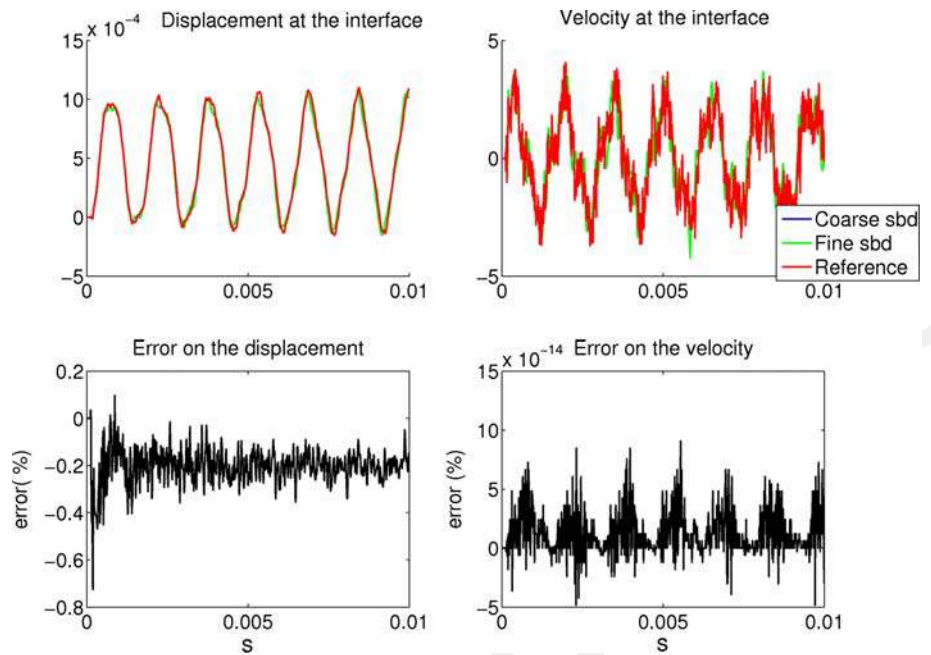 x 10⁻⁴ Displacement at the interface
15
10
5
0
−5
0 0.005 0.01
Velocity at the interface
5
0
−5
0 0.005 0.01
Coarse sbd
Fine sbd
Reference
Error on the displacement
0.2
0
−0.2
−0.4
−0.6
−0.8
error( %)
0 0.005 0.01
s
x 10⁻¹⁴ Error on the velocity
15
10
5
0
−5
error (%)
0 0.005 0.01
s